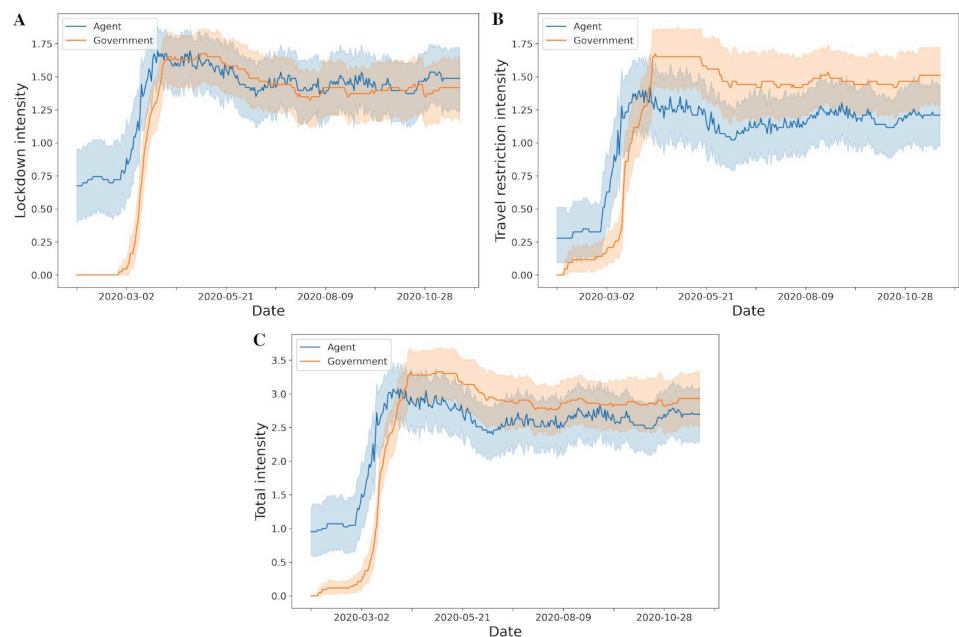 A
Agent
Government
Lockdown intensity
1.75
1.50
1.25
1.00
0.75
0.50
0.25
0.00
2020-03-02 2020-05-21 2020-08-09 2020-10-28
Date
B
Agent
Government
Travel restriction intensity
1.75
1.50
1.25
1.00
0.75
0.50
0.25
0.00
2020-03-02 2020-05-21 2020-08-09 2020-10-28
Date
C
Agent
Government
Total intensity
3.5
3.0
2.5
2.0
1.5
1.0
0.5
0.0
2020-03-02 2020-05-21 2020-08-09 2020-10-28
Date